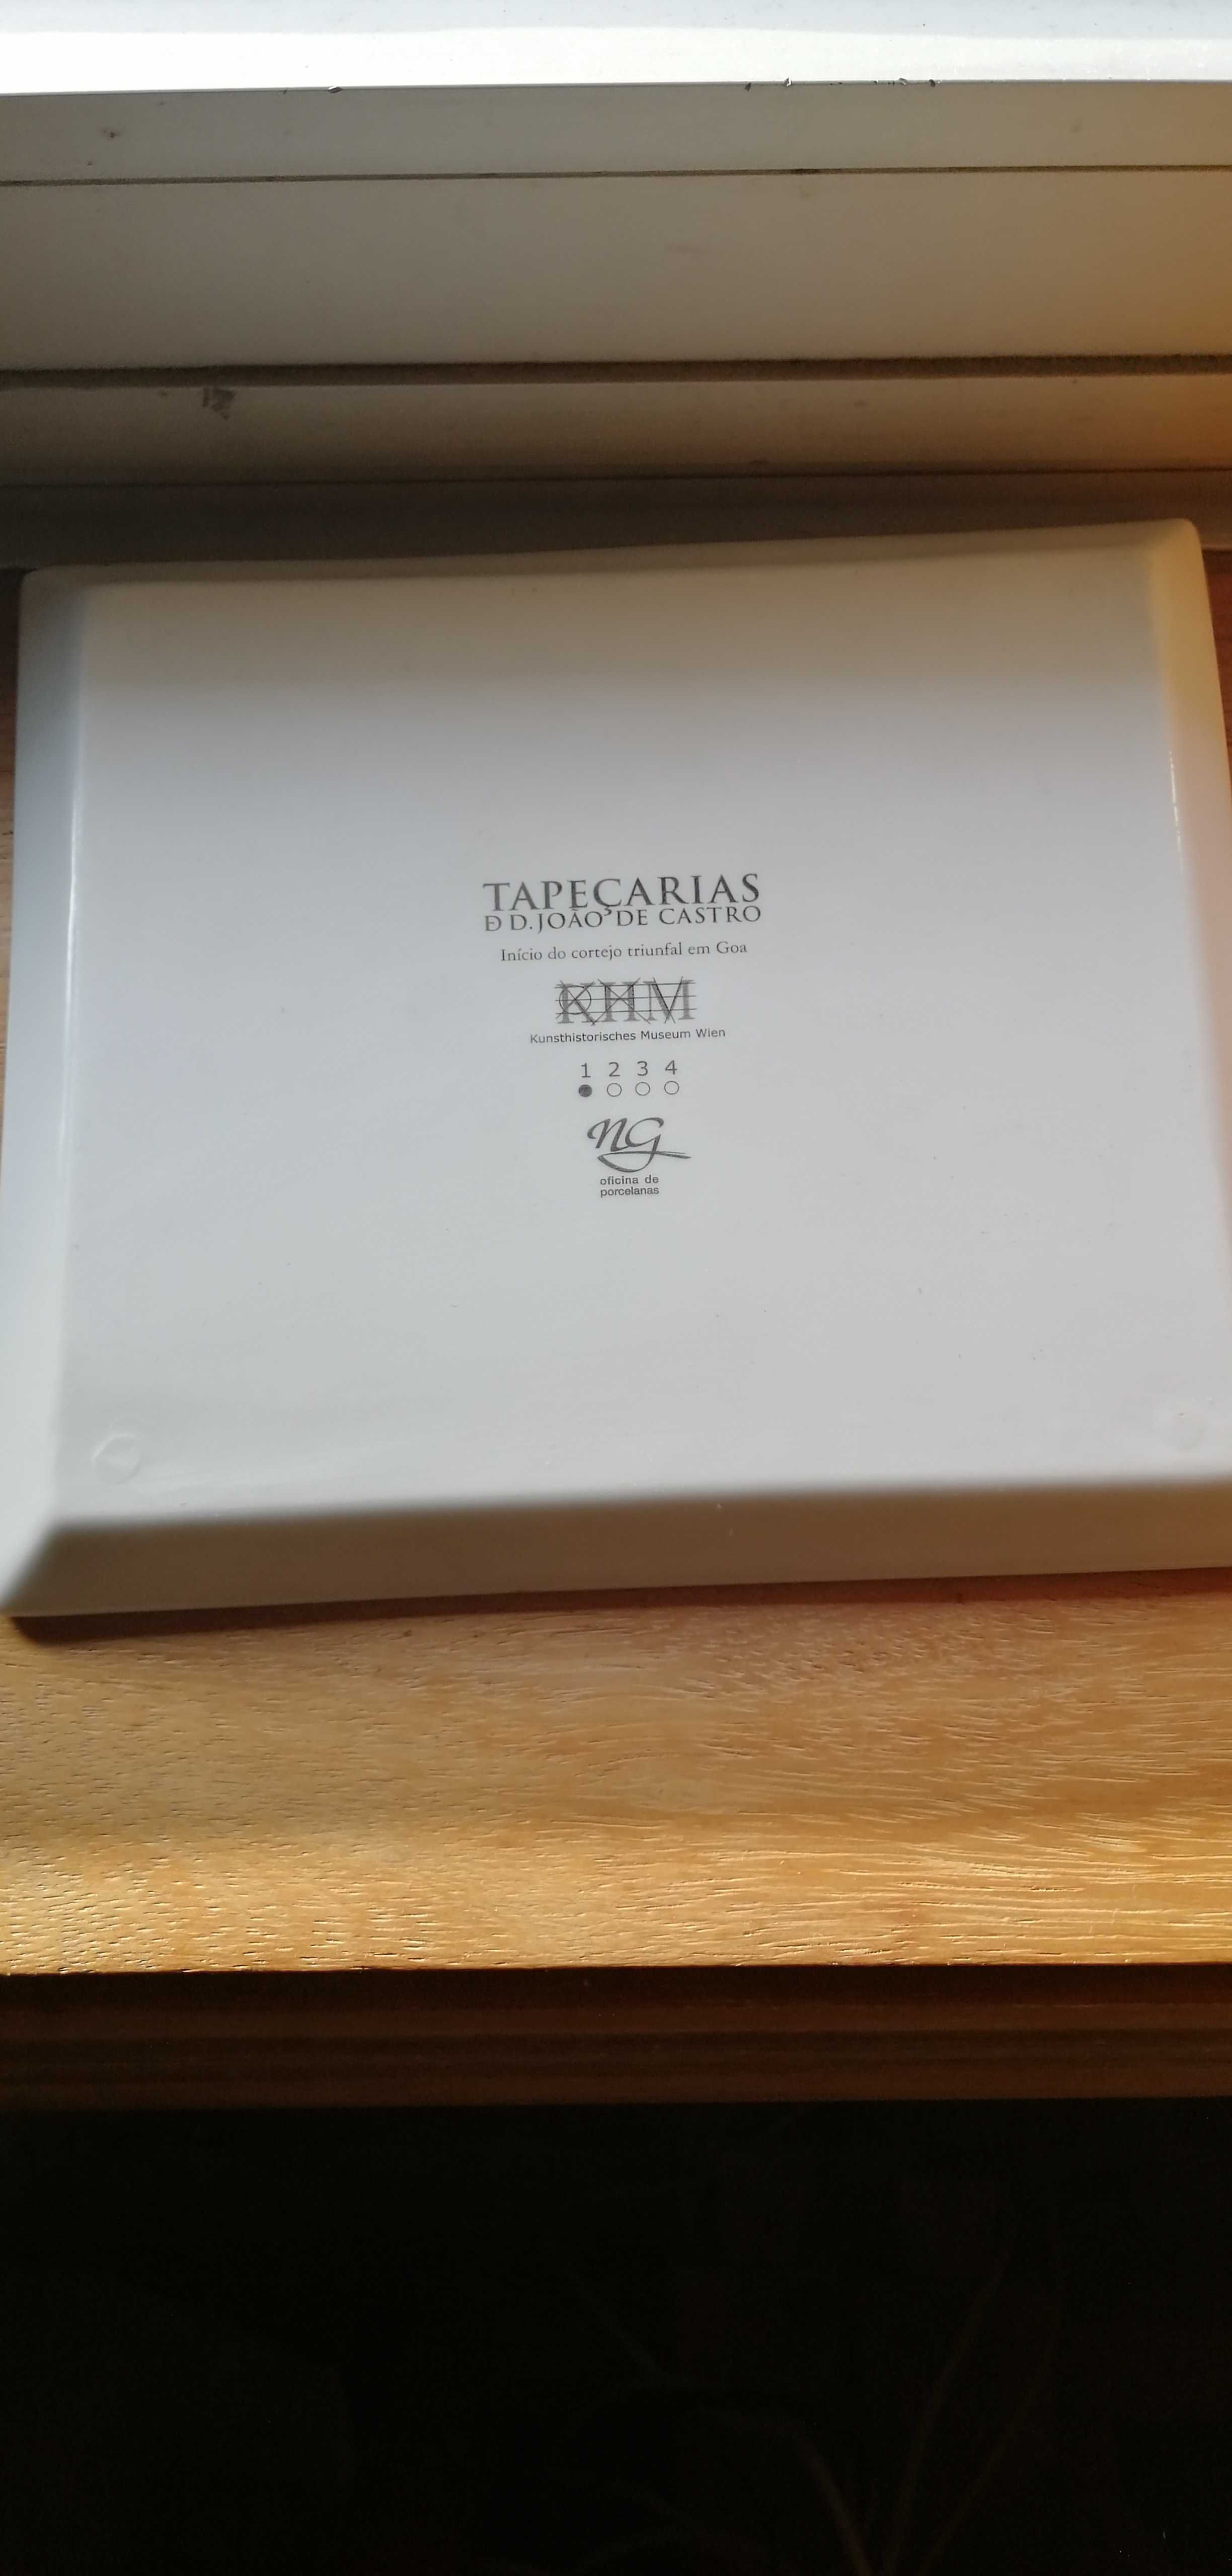 TAPEÇARIAS
DE D. JOÃO DE CASTRO
Início do cortejo triunfal em Goa
KHM
Kunsthistorisches Museum Wien
1 2 3 4
NG
oficina de
porcelanas